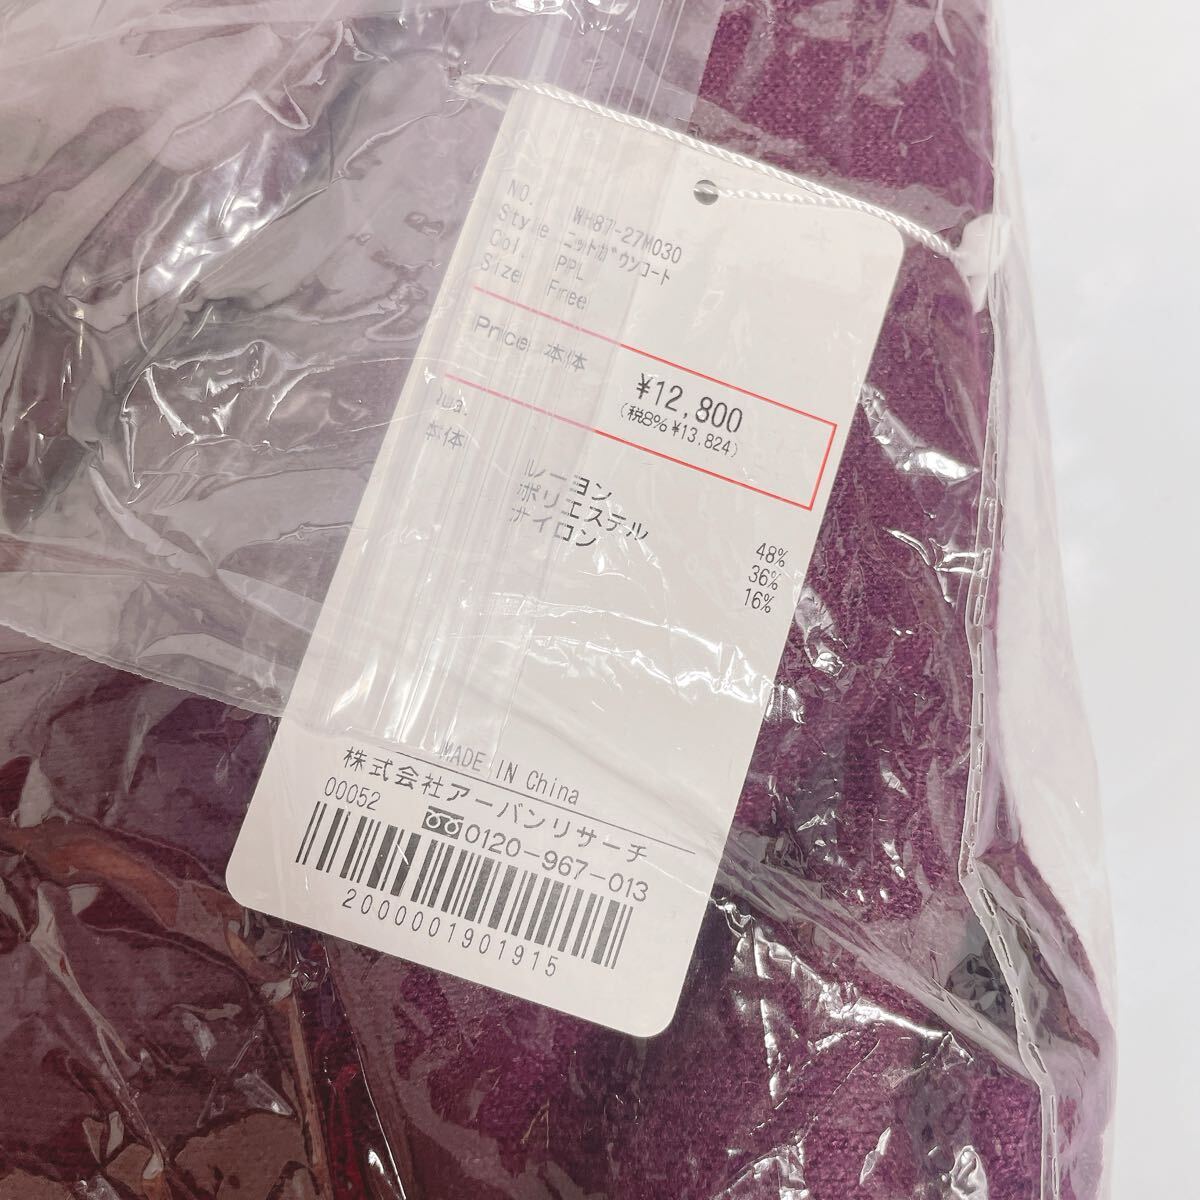 NO. WH87-27M030
Style ニットガウンコート
Col. PPL
Size Free
Price 本体 ¥12,800
(税8% ¥13,824)
本体
レーヨン 48%
ポリエステル 36%
ナイロン 16%
MADE IN China
株式会社アーバンリサーチ
00052 0120-967-013
2000001901915